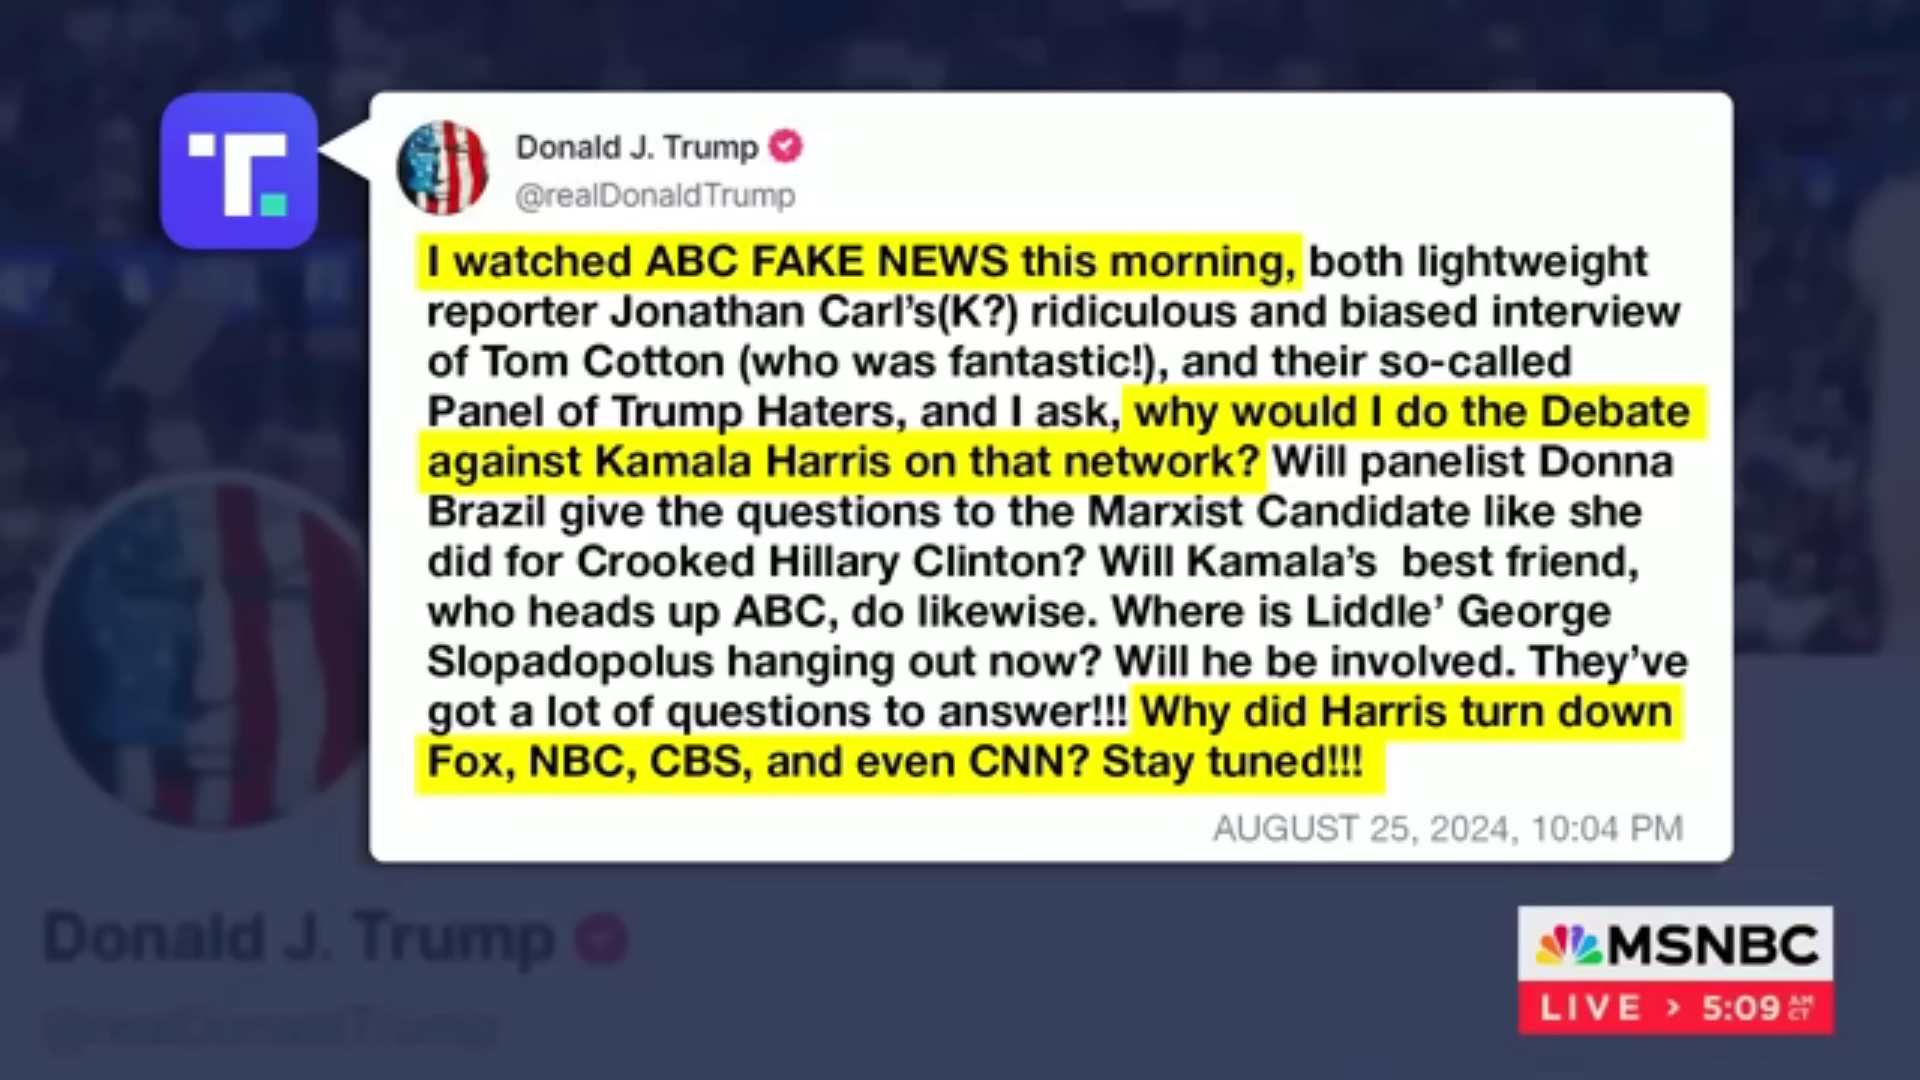 T.
Donald J. Trump
@realDonaldTrump
I watched ABC FAKE NEWS this morning, both lightweight
reporter Jonathan Carl’s(K?) ridiculous and biased interview
of Tom Cotton (who was fantastic!), and their so-called
Panel of Trump Haters, and I ask, why would I do the Debate
against Kamala Harris on that network? Will panelist Donna
Brazil give the questions to the Marxist Candidate like she
did for Crooked Hillary Clinton? Will Kamala’s  best friend,
who heads up ABC, do likewise. Where is Liddle’ George
Slopadopolus hanging out now? Will he be involved. They’ve
got a lot of questions to answer!!! Why did Harris turn down
Fox, NBC, CBS, and even CNN? Stay tuned!!!
AUGUST 25, 2024, 10:04 PM
Donald J. Trump
@realDonaldTrump
MSNBC
LIVE > 5:09 AM CT